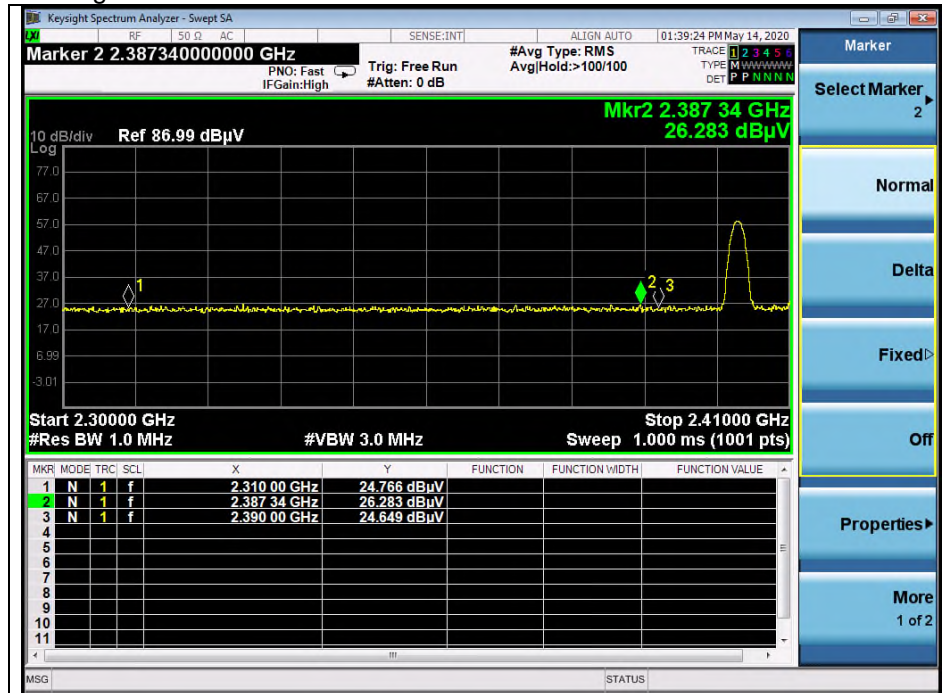 Keysight Spectrum Analyzer - Swept SA
LXI RF 50 Ω AC SENSE:INT ALIGN AUTO 01:39:24 PM May 14, 2020
Marker 2 2.387340000000 GHz
PNO: Fast
IFGain:High
Trig: Free Run
#Atten: 0 dB
#Avg Type: RMS
Avg|Hold:>100/100
TRACE 1 2 3 4 5 6
TYPE M WWWWW
DET P P N N N N
Mkr2 2.387 34 GHz
26.283 dBµV
10 dB/div Ref 86.99 dBµV
Log
77.0
67.0
57.0
47.0
37.0
27.0
17.0
6.99
-3.01
1
2
3
Start 2.30000 GHz Stop 2.41000 GHz
#Res BW 1.0 MHz #VBW 3.0 MHz Sweep 1.000 ms (1001 pts)
MKR MODE TRC SCL X Y FUNCTION FUNCTION WIDTH FUNCTION VALUE
1 N 1 f 2.310 00 GHz 24.766 dBµV
2 N 1 f 2.387 34 GHz 26.283 dBµV
3 N 1 f 2.390 00 GHz 24.649 dBµV
4
5
6
7
8
9
10
11
MSG STATUS
Marker
Select Marker
2
Normal
Delta
Fixed
Off
Properties
More
1 of 2